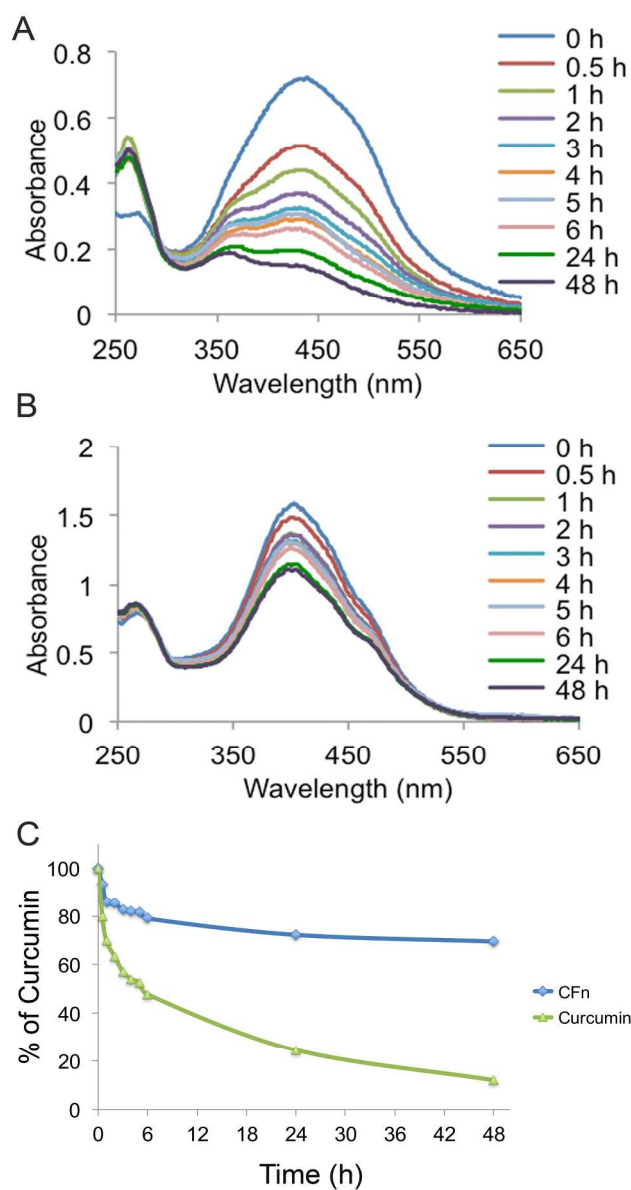 A
0.8
0.6
0.4
0.2
0
Absorbance
250 350 450 550 650
Wavelength (nm)
0 h
0.5 h
1 h
2 h
3 h
4 h
5 h
6 h
24 h
48 h
B
2
1.5
1
0.5
0
Absorbance
250 350 450 550 650
Wavelength (nm)
0 h
0.5 h
1 h
2 h
3 h
4 h
5 h
6 h
24 h
48 h
C
100
80
60
40
20
0
% of Curcumin
0 6 12 18 24 30 36 42 48
Time (h)
CFn
Curcumin